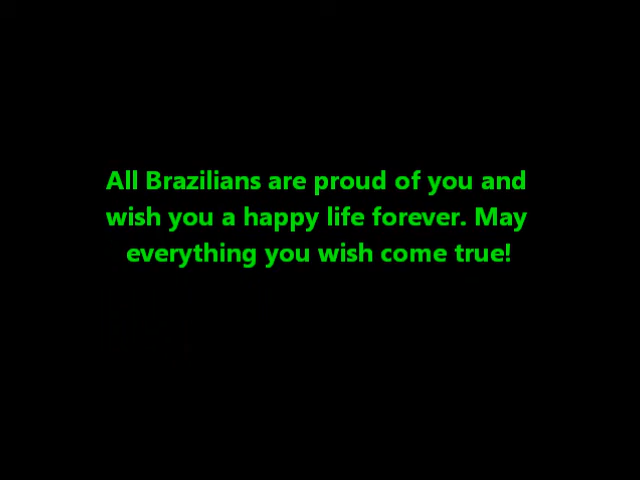 All Brazilians are proud of you and
wish you a happy life forever. May
everything you wish come true!